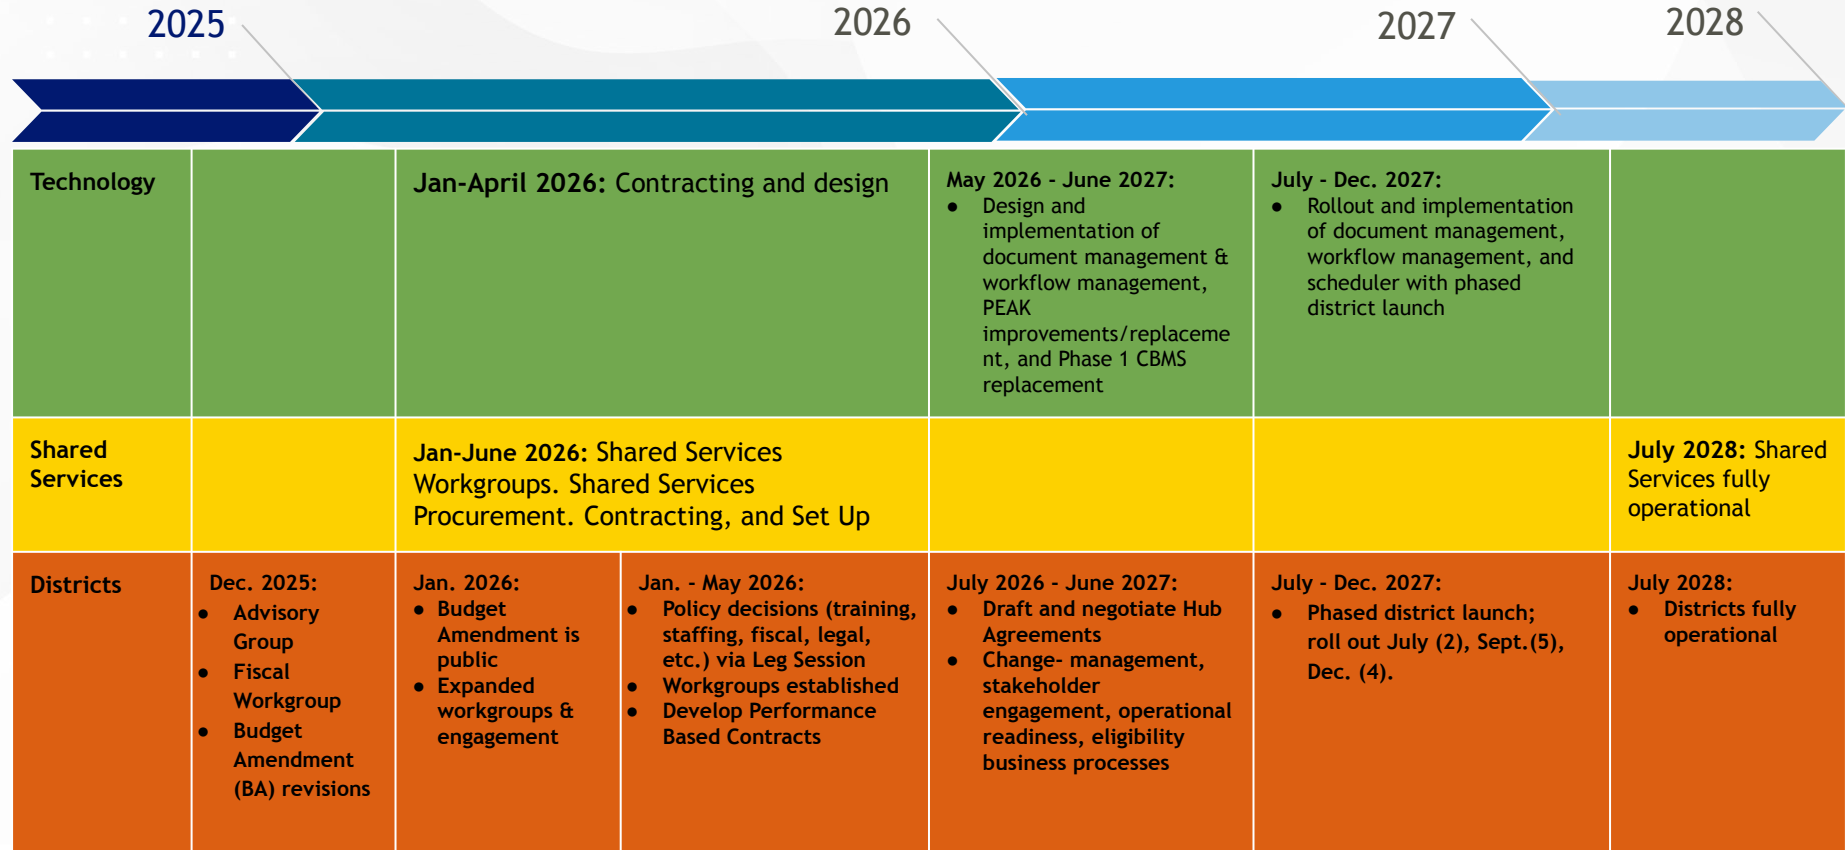 2025
2026
2027
2028
Technology
Jan-April 2026: Contracting and design
May 2026 - June 2027:
● Design and
implementation of
document management &
workflow management,
PEAK
improvements/replaceme
nt, and Phase 1 CBMS
replacement
July - Dec. 2027:
● Rollout and implementation
of document management,
workflow management, and
scheduler with phased
district launch
Shared
Services
Jan-June 2026: Shared Services
Workgroups. Shared Services
Procurement. Contracting, and Set Up
July 2028: Shared
Services fully
operational
Districts
Dec. 2025:
● Advisory
Group
● Fiscal
Workgroup
● Budget
Amendment
(BA) revisions
Jan. 2026:
● Budget
Amendment is
public
● Expanded
workgroups &
engagement
Jan. - May 2026:
● Policy decisions (training,
staffing, fiscal, legal,
etc.) via Leg Session
● Workgroups established
● Develop Performance
Based Contracts
July 2026 - June 2027:
● Draft and negotiate Hub
Agreements
● Change- management,
stakeholder
engagement, operational
readiness, eligibility
business processes
July - Dec. 2027:
● Phased district launch;
roll out July (2), Sept.(5),
Dec. (4).
July 2028:
● Districts fully
operational